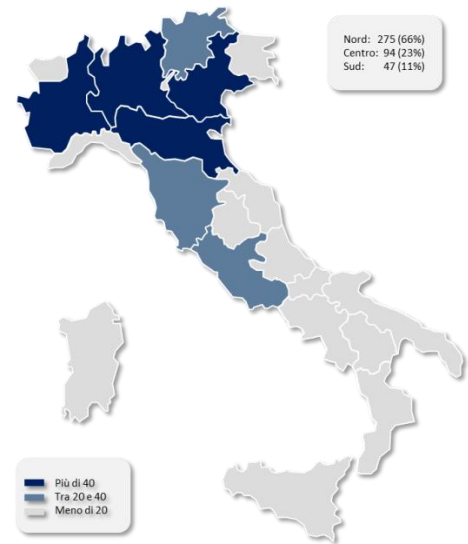 Nord: 275 (66%)
Centro: 94 (23%)
Sud: 47 (11%)
Più di 40
Tra 20 e 40
Meno di 20